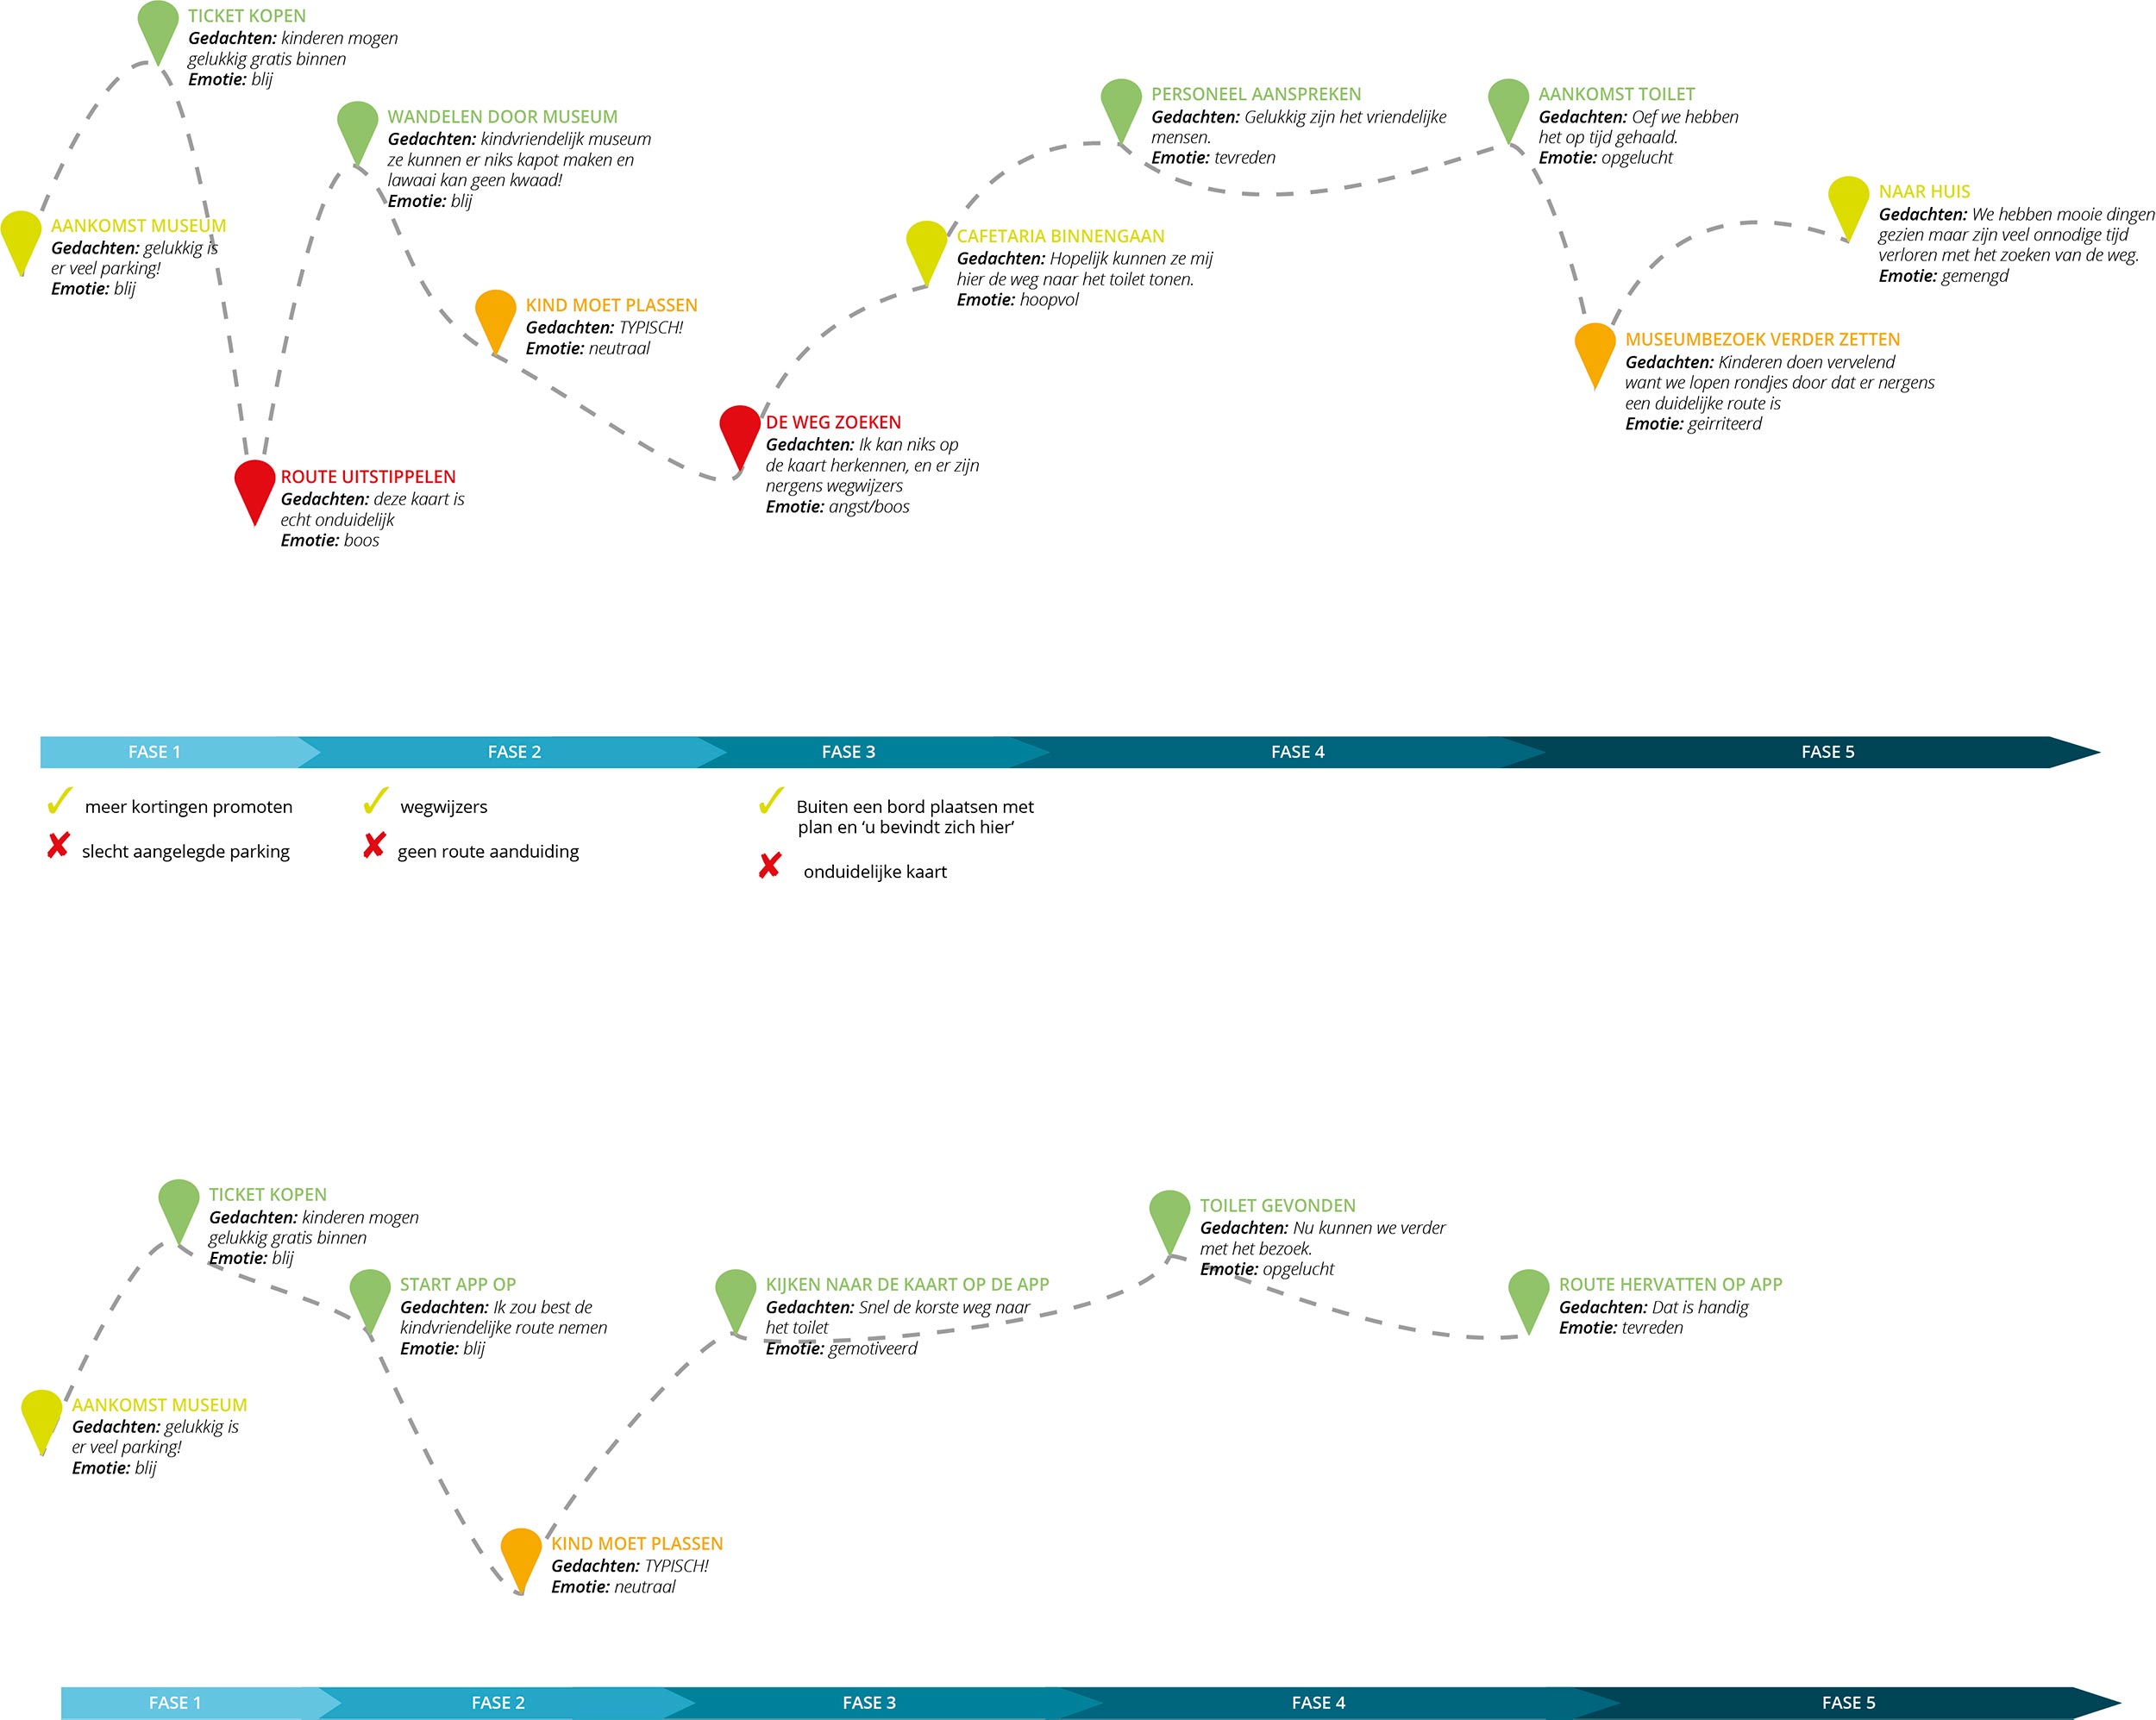 TICKET KOPEN
Gedachten: kinderen mogen
gelukkig gratis binnen
Emotie: blij
WANDELEN DOOR MUSEUM
Gedachten: kindvriendelijk museum
ze kunnen er niks kapot maken en
lawaai kan geen kwaad!
Emotie: blij
PERSONEEL AANSPREKEN
Gedachten: Gelukkig zijn het vriendelijke
mensen.
Emotie: tevreden
AANKOMST TOILET
Gedachten: Oef we hebben
het op tijd gehaald.
Emotie: opgelucht
NAAR HUIS
Gedachten: We hebben mooie dingen
gezien maar zijn veel onnodige tijd
verloren met het zoeken van de weg.
Emotie: gemengd
AANKOMST MUSEUM
Gedachten: gelukkig is
er veel parking!
Emotie: blij
CAFETARIA BINNENGAAN
Gedachten: Hopelijk kunnen ze mij
hier de weg naar het toilet tonen.
Emotie: hoopvol
KIND MOET PLASSEN
Gedachten: TYPISCH!
Emotie: neutraal
MUSEUMBEZOEK VERDER ZETTEN
Gedachten: Kinderen doen vervelend
want we lopen rondjes door dat er nergens
een duidelijke route is
Emotie: geirriteerd
DE WEG ZOEKEN
Gedachten: Ik kan niks op
de kaart herkennen, en er zijn
nergens wegwijzers
Emotie: angst/boos
ROUTE UITSTIPPELEN
Gedachten: deze kaart is
echt onduidelijk
Emotie: boos
FASE 1
FASE 2
FASE 3
FASE 4
FASE 5
meer kortingen promoten
slecht aangelegde parking
wegwijzers
geen route aanduiding
Buiten een bord plaatsen met
plan en ‘u bevindt zich hier’
onduidelijke kaart
TICKET KOPEN
Gedachten: kinderen mogen
gelukkig gratis binnen
Emotie: blij
START APP OP
Gedachten: Ik zou best de
kindvriendelijke route nemen
Emotie: blij
KIJKEN NAAR DE KAART OP DE APP
Gedachten: Snel de korste weg naar
het toilet
Emotie: gemotiveerd
TOILET GEVONDEN
Gedachten: Nu kunnen we verder
met het bezoek.
Emotie: opgelucht
ROUTE HERVATTEN OP APP
Gedachten: Dat is handig
Emotie: tevreden
AANKOMST MUSEUM
Gedachten: gelukkig is
er veel parking!
Emotie: blij
KIND MOET PLASSEN
Gedachten: TYPISCH!
Emotie: neutraal
FASE 1
FASE 2
FASE 3
FASE 4
FASE 5